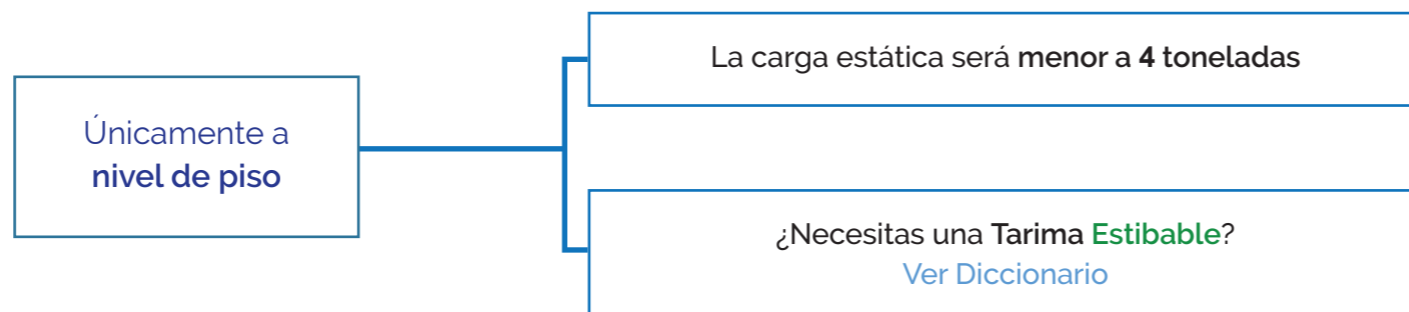 Únicamente a
nivel de piso
La carga estática será menor a 4 toneladas
¿Necesitas una Tarima Estibable?
Ver Diccionario